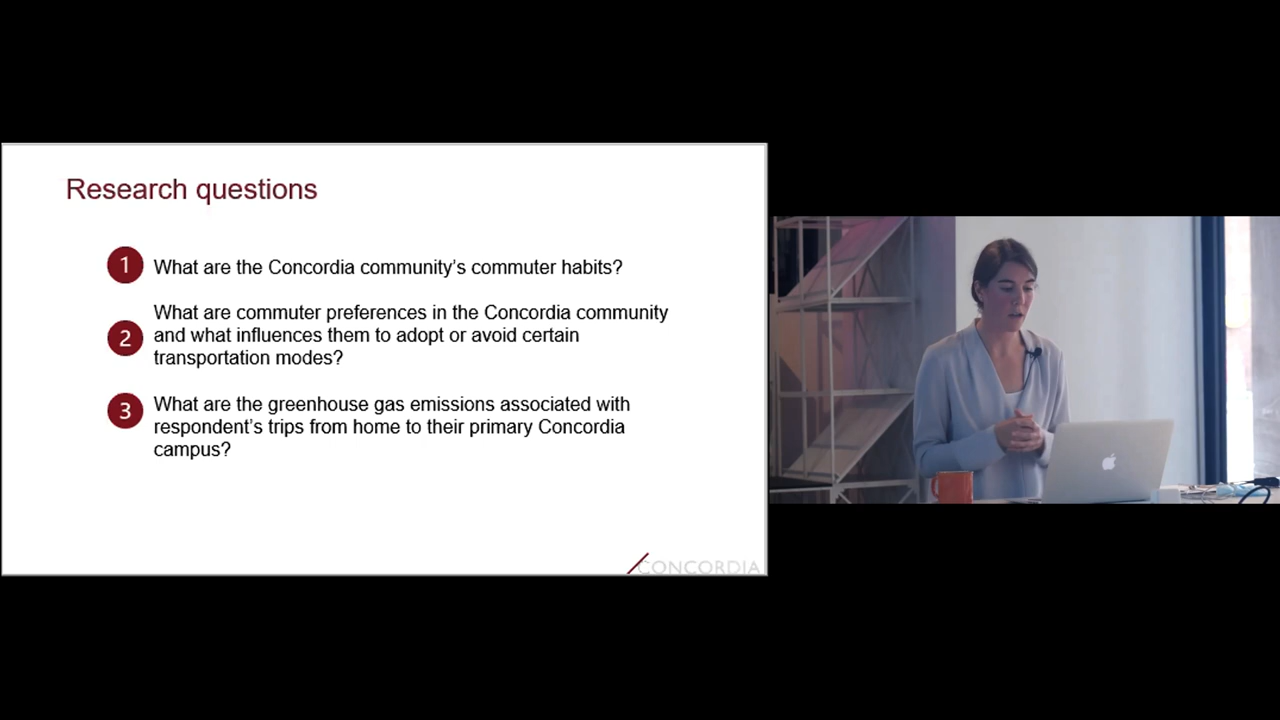 Research questions
1 What are the Concordia community's commuter habits?
What are commuter preferences in the Concordia community
2 and what influences them to adopt or avoid certain
transportation modes?
3 What are the greenhouse gas emissions associated with
respondent's trips from home to their primary Concordia
campus?
CONCORDIA